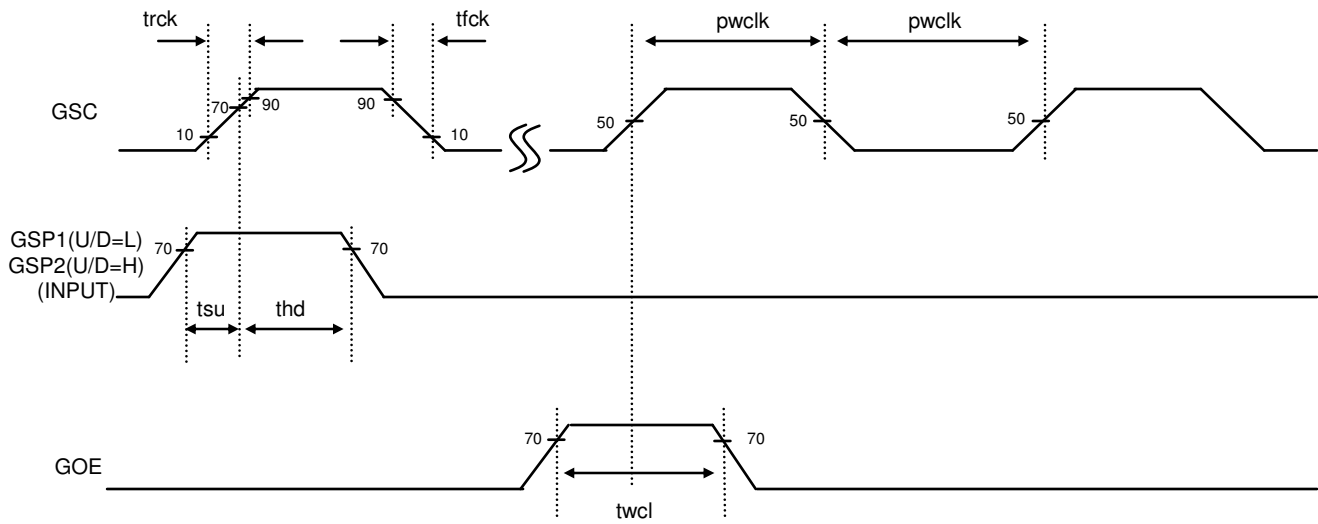 trck
tfck
pwclk
pwclk
GSC
70
90
90
10
10
50
50
50
GSP1(U/D=L)
GSP2(U/D=H)
(INPUT)
70
70
tsu
thd
GOE
70
70
twcl